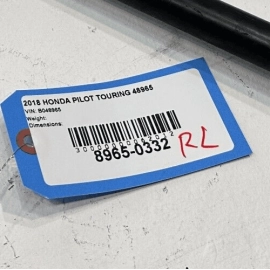 2018 HONDA PILOT TOURING 48965
VIN: B048965
Weight:
Dimensions:
8965-0332 RL